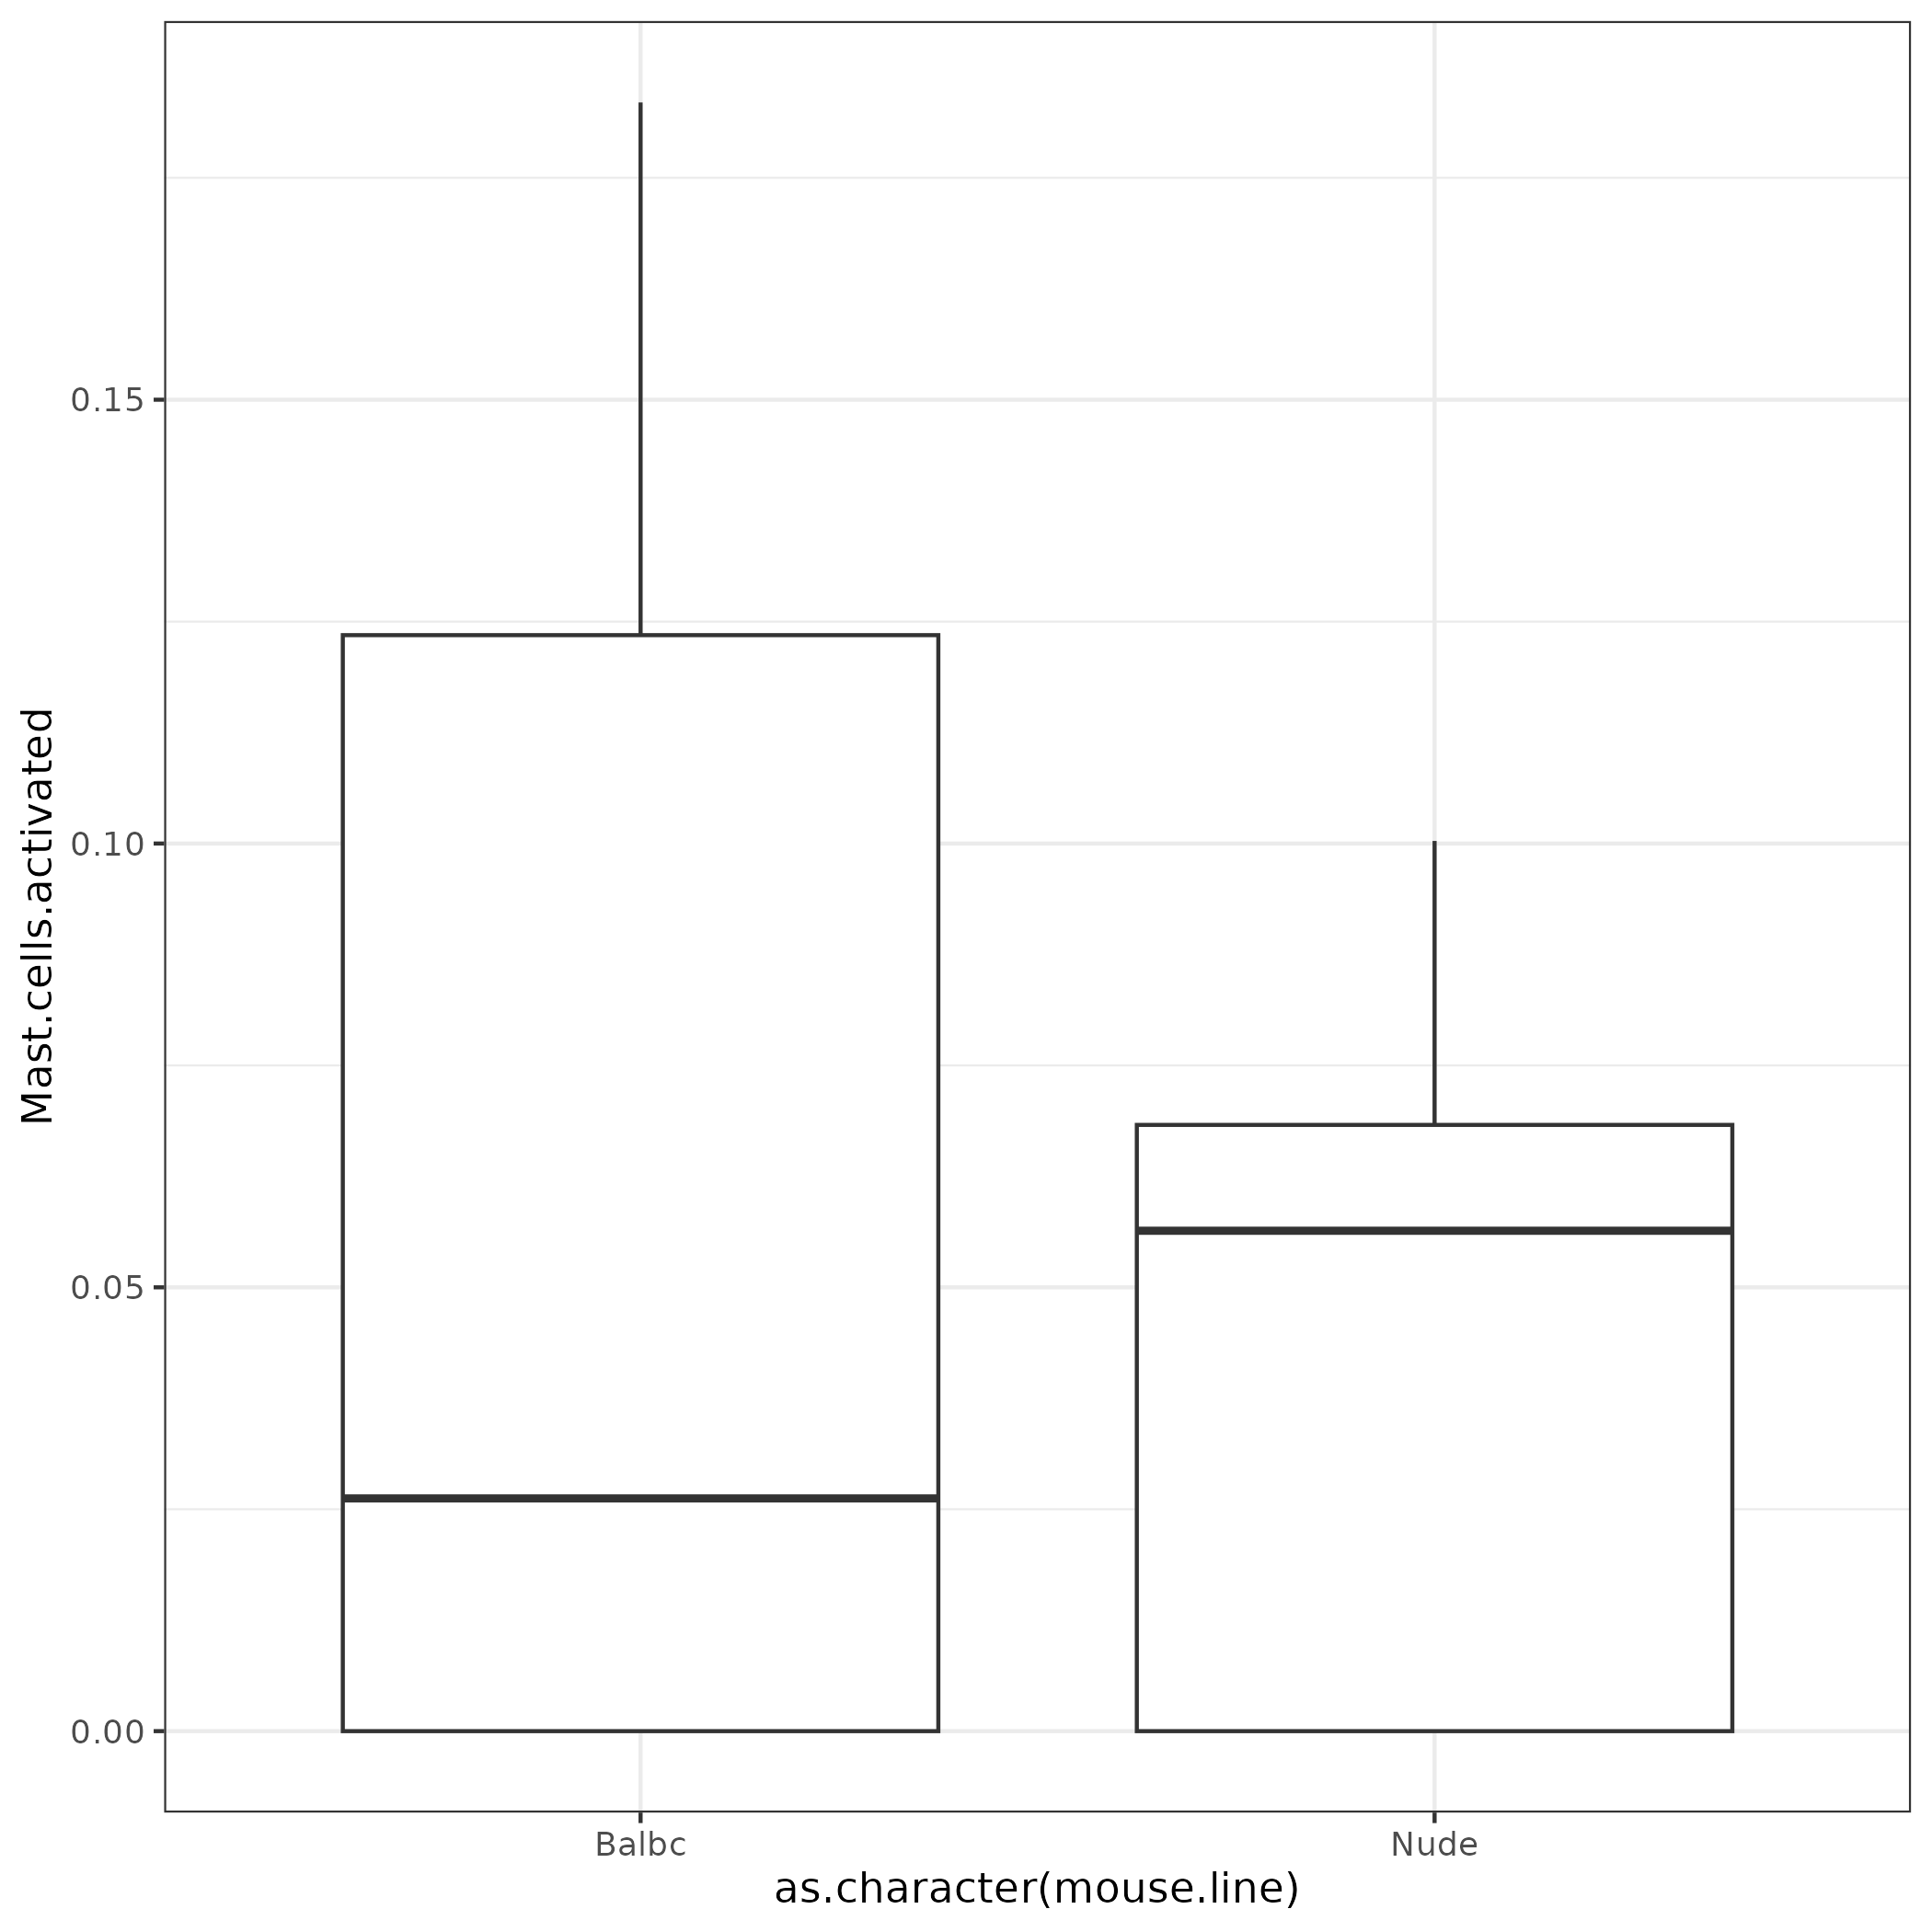 Mast.cells.activated
0.15
0.10
0.05
0.00
Balbc
Nude
as.character(mouse.line)